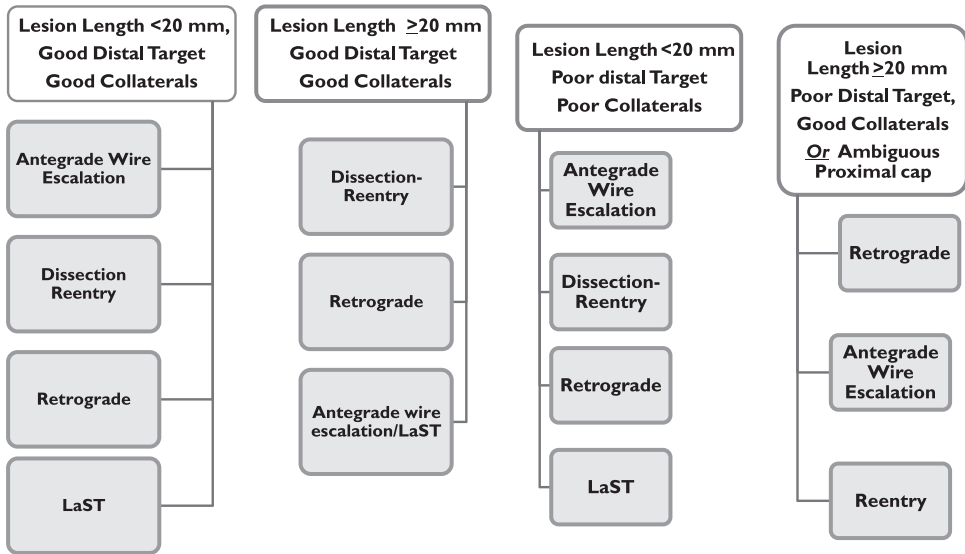 Lesion Length <20 mm,
Good Distal Target
Good Collaterals
Antegrade Wire
Escalation
Dissection
Reentry
Retrograde
LaST
Lesion Length ≥20 mm
Good Distal Target
Good Collaterals
Dissection-
Reentry
Retrograde
Antegrade wire
escalation/LaST
Lesion Length <20 mm
Poor distal Target
Poor Collaterals
Antegrade
Wire
Escalation
Dissection-
Reentry
Retrograde
LaST
Lesion
Length ≥20 mm
Poor Distal Target,
Good Collaterals
Or Ambiguous
Proximal cap
Retrograde
Antegrade
Wire
Escalation
Reentry